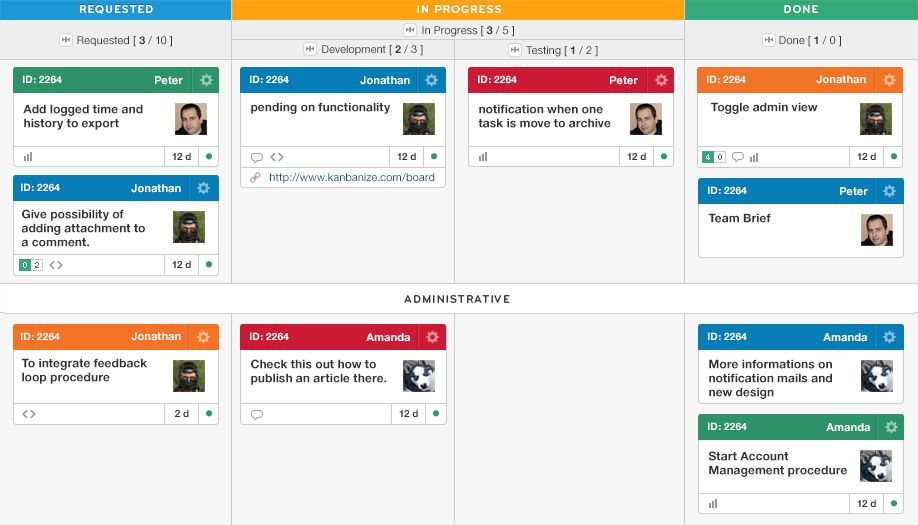 REQUESTED
IN PROGRESS
DONE
Requested [ 3 / 10 ]
In Progress [ 3 / 5 ]
Development [ 2 / 3 ]
Testing [ 1 / 2 ]
Done [ 1 / 0 ]
ID: 2264 Peter
Add logged time and
history to export
12 d
ID: 2264 Jonathan
pending on functionality
12 d
http://www.kanbanize.com/board
ID: 2264 Peter
notification when one
task is move to archive
12 d
ID: 2264 Jonathan
Toggle admin view
4 0 12 d
ID: 2264 Jonathan
Give possibility of
adding attachment to
a comment.
0 2 12 d
ID: 2264 Peter
Team Brief
ADMINISTRATIVE
ID: 2264 Jonathan
To integrate feedback
loop procedure
2 d
ID: 2264 Amanda
Check this out how to
publish an article there.
12 d
ID: 2264 Amanda
More informations on
notification mails and
new design
ID: 2264 Amanda
Start Account
Management procedure
12 d